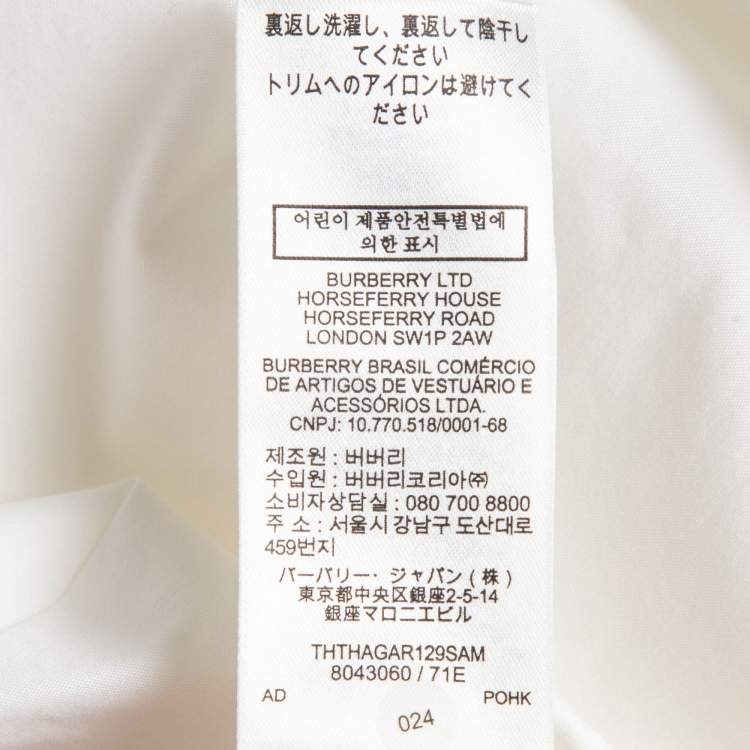 裏返し洗濯し、裏返して陰干し
てください
トリムへのアイロンは避けてく
ださい
어린이 제품안전특별법에
의한 표시
BURBERRY LTD
HORSEFERRY HOUSE
HORSEFERRY ROAD
LONDON SW1P 2AW
BURBERRY BRASIL COMÉRCIO
DE ARTIGOS DE VESTUÁRIO E
ACESSÓRIOS LTDA.
CNPJ: 10.770.518/0001-68
제조원 : 버버리
수입원 : 버버리코리아㈜
소비자상담실 : 080 700 8800
주 소 : 서울시 강남구 도산대로
459번지
バーバリー・ジャパン ( 株 )
東京都中央区銀座2-5-14
銀座マロニエビル
THTHAGAR129SAM
8043060 / 71E
AD POHK
024